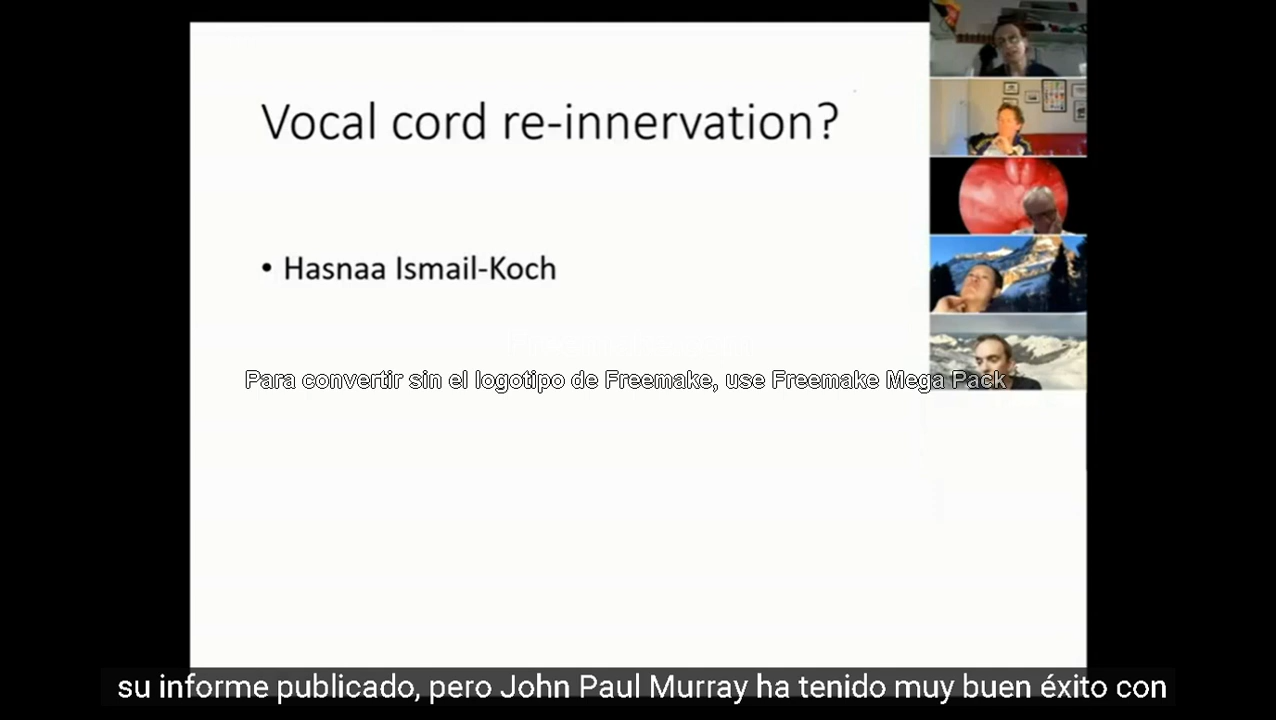 Vocal cord re-innervation?
• Hasnaa Ismail-Koch
Para convertir sin el logotipo de Freemake, use Freemake Mega Pack
su informe publicado, pero John Paul Murray ha tenido muy buen éxito con